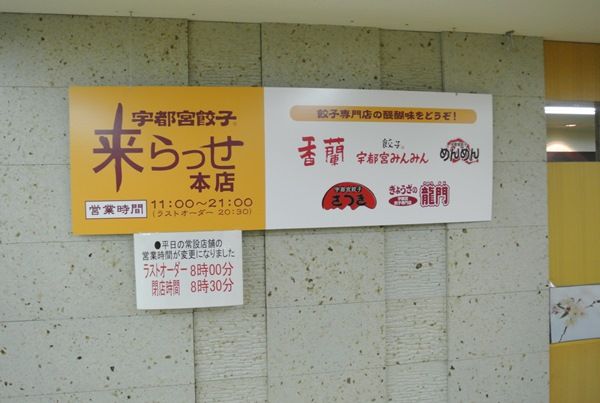 宇都宮餃子
来らっせ
本店
営業時間 11:00〜21:00
(ラストオーダー 20:30)
餃子専門店の醍醐味をどうぞ!
香蘭
餃子。
宇都宮みんみん
めんめん
宇都宮餃子
さつき
ぎょうざの
龍門
●平日の常設店舗の
営業時間が変更になりました
ラストオーダー 8時00分
閉店時間 8時30分